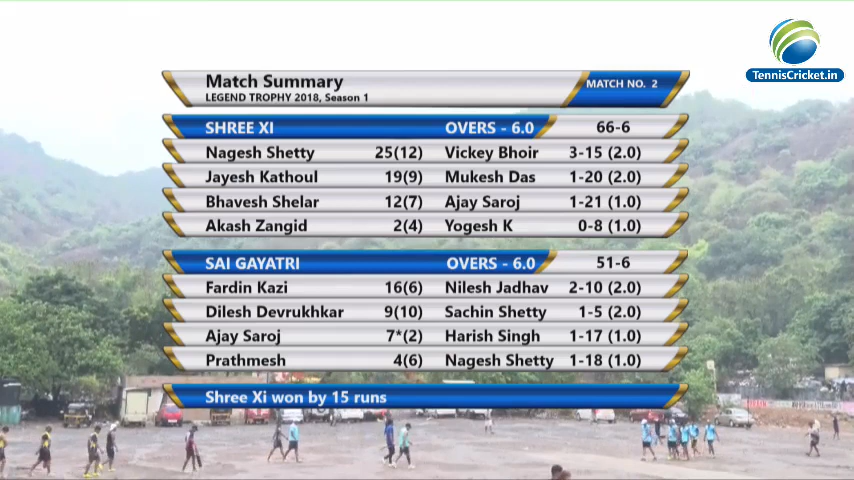 TennisCricket.in
Match Summary
LEGEND TROPHY 2018, Season 1
MATCH NO. 2
SHREE XI OVERS - 6.0 66-6
Nagesh Shetty 25(12) Vickey Bhoir 3-15 (2.0)
Jayesh Kathoul 19(9) Mukesh Das 1-20 (2.0)
Bhavesh Shelar 12(7) Ajay Saroj 1-21 (1.0)
Akash Zangid 2(4) Yogesh K 0-8 (1.0)
SAI GAYATRI OVERS - 6.0 51-6
Fardin Kazi 16(6) Nilesh Jadhav 2-10 (2.0)
Dilesh Devrukhkar 9(10) Sachin Shetty 1-5 (2.0)
Ajay Saroj 7*(2) Harish Singh 1-17 (1.0)
Prathmesh 4(6) Nagesh Shetty 1-18 (1.0)
Shree Xi won by 15 runs